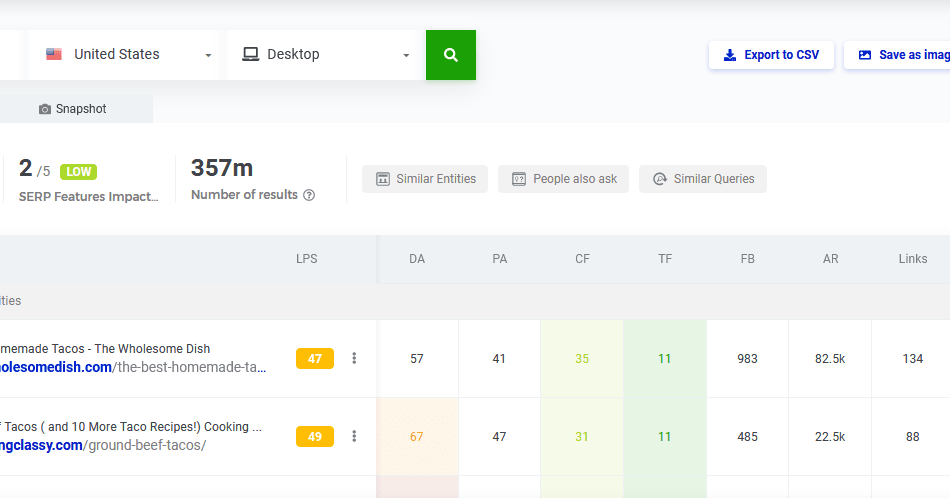 United States
Desktop
Export to CSV
Save as imag
Snapshot
2 /5 LOW
SERP Features Impact...
357m
Number of results
Similar Entities
People also ask
Similar Queries
LPS DA PA CF TF FB AR Links
ities
memade Tacos - The Wholesome Dish
olesomedish.com/the-best-homemade-ta...
47 57 41 35 11 983 82.5k 134
f Tacos ( and 10 More Taco Recipes!) Cooking ...
ngclassy.com/ground-beef-tacos/
49 67 47 31 11 485 22.5k 88